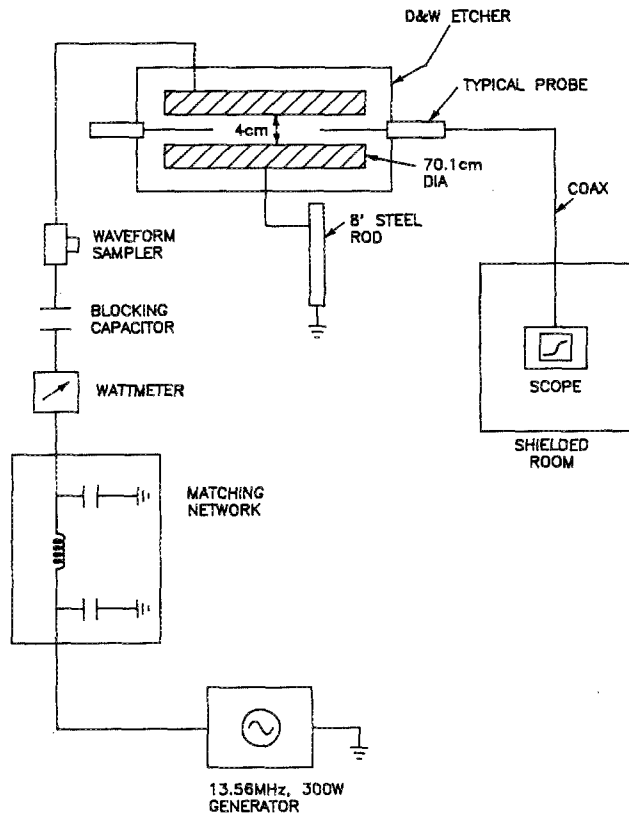 D&W ETCHER
TYPICAL PROBE
4cm
70.1cm
DIA
COAX
8' STEEL
ROD
WAVEFORM
SAMPLER
BLOCKING
CAPACITOR
WATTMETER
SCOPE
SHIELDED
ROOM
MATCHING
NETWORK
13.56MHz, 300W
GENERATOR